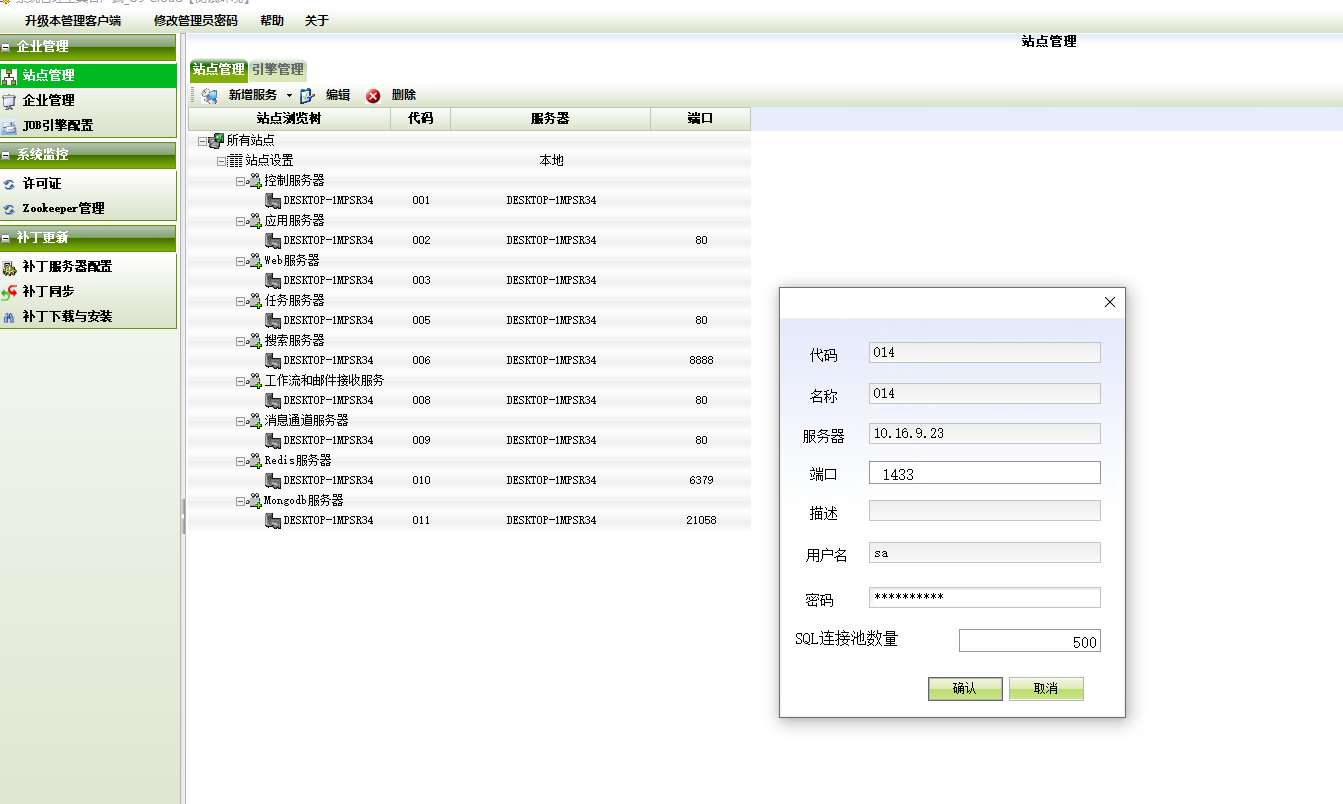 升级本管理客户端 修改管理员密码 帮助 关于
企业管理
站点管理
企业管理
JOB引擎配置
系统监控
许可证
Zookeeper管理
补丁更新
补丁服务器配置
补丁同步
补丁下载与安装
站点管理
站点管理 引擎管理
新增服务 编辑 删除
站点浏览树 代码 服务器 端口
所有站点
站点设置 本地
控制服务器
DESKTOP-1MPSR34 001 DESKTOP-1MPSR34
应用服务器
DESKTOP-1MPSR34 002 DESKTOP-1MPSR34 80
Web服务器
DESKTOP-1MPSR34 003 DESKTOP-1MPSR34
任务服务器
DESKTOP-1MPSR34 005 DESKTOP-1MPSR34 80
搜索服务器
DESKTOP-1MPSR34 006 DESKTOP-1MPSR34 8888
工作流和邮件接收服务
DESKTOP-1MPSR34 008 DESKTOP-1MPSR34 80
消息通道服务器
DESKTOP-1MPSR34 009 DESKTOP-1MPSR34 80
Redis服务器
DESKTOP-1MPSR34 010 DESKTOP-1MPSR34 6379
Mongodb服务器
DESKTOP-1MPSR34 011 DESKTOP-1MPSR34 21058
代码 014
名称 014
服务器 10.16.9.23
端口 1433
描述
用户名 sa
密码 **********
SQL连接池数量 500
确认 取消